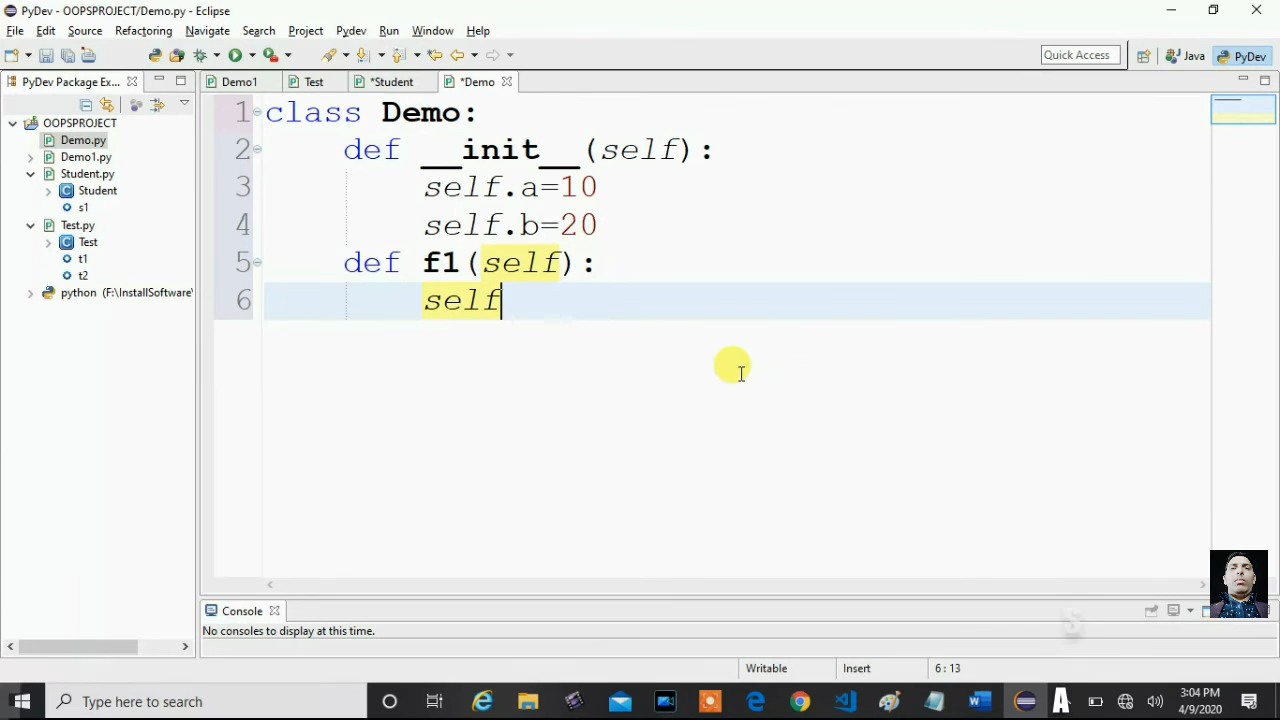 PyDev - OOPSPROJECT/Demo.py - Eclipse
File Edit Source Refactoring Navigate Search Project Pydev Run Window Help
Quick Access
Java
PyDev
PyDev Package Ex...
Demo1
Test
*Student
*Demo
OOPSPROJECT
Demo.py
Demo1.py
Student.py
Student
s1
Test.py
Test
t1
t2
python (F:\InstallSoftware\
1 class Demo:
2 def __init__(self):
3 self.a=10
4 self.b=20
5 def f1(self):
6 self
Console
No consoles to display at this time.
S
Writable
Insert
6 : 13
Type here to search
3:04 PM
4/9/2020